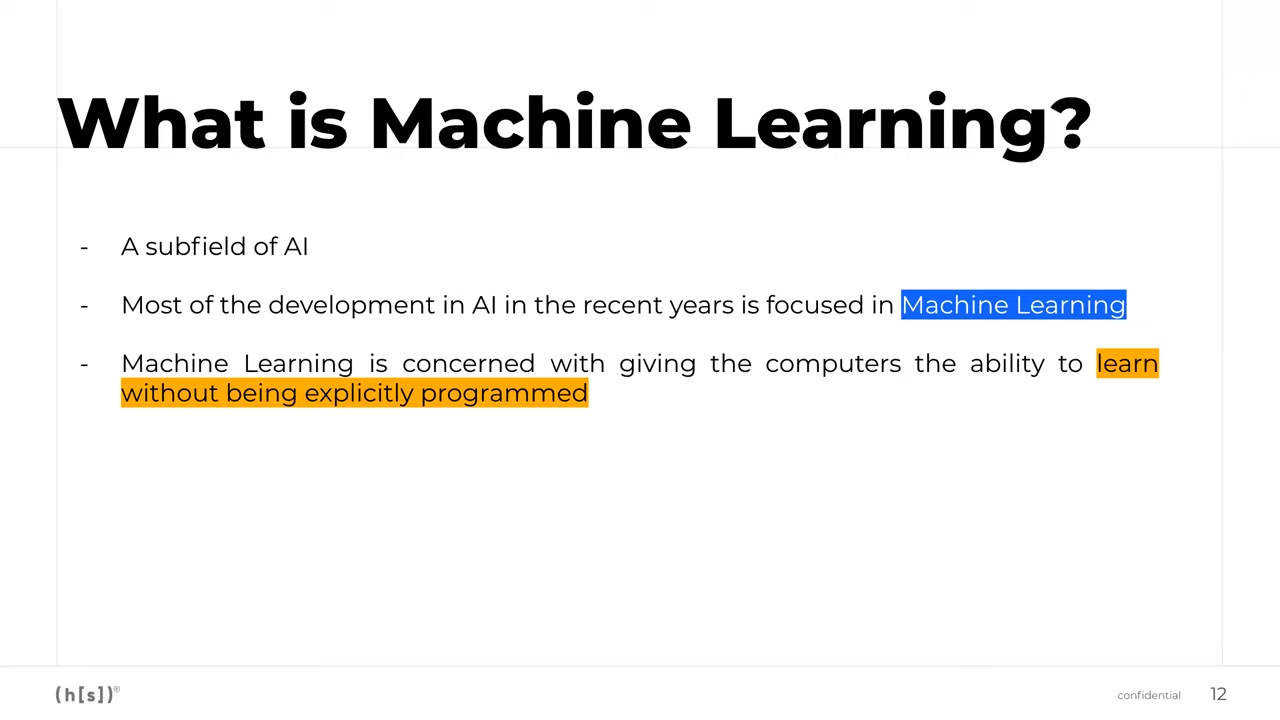 What is Machine Learning?
- A subfield of AI
- Most of the development in AI in the recent years is focused in Machine Learning
- Machine Learning is concerned with giving the computers the ability to learn
without being explicitly programmed
(h[s])®
confidential 12